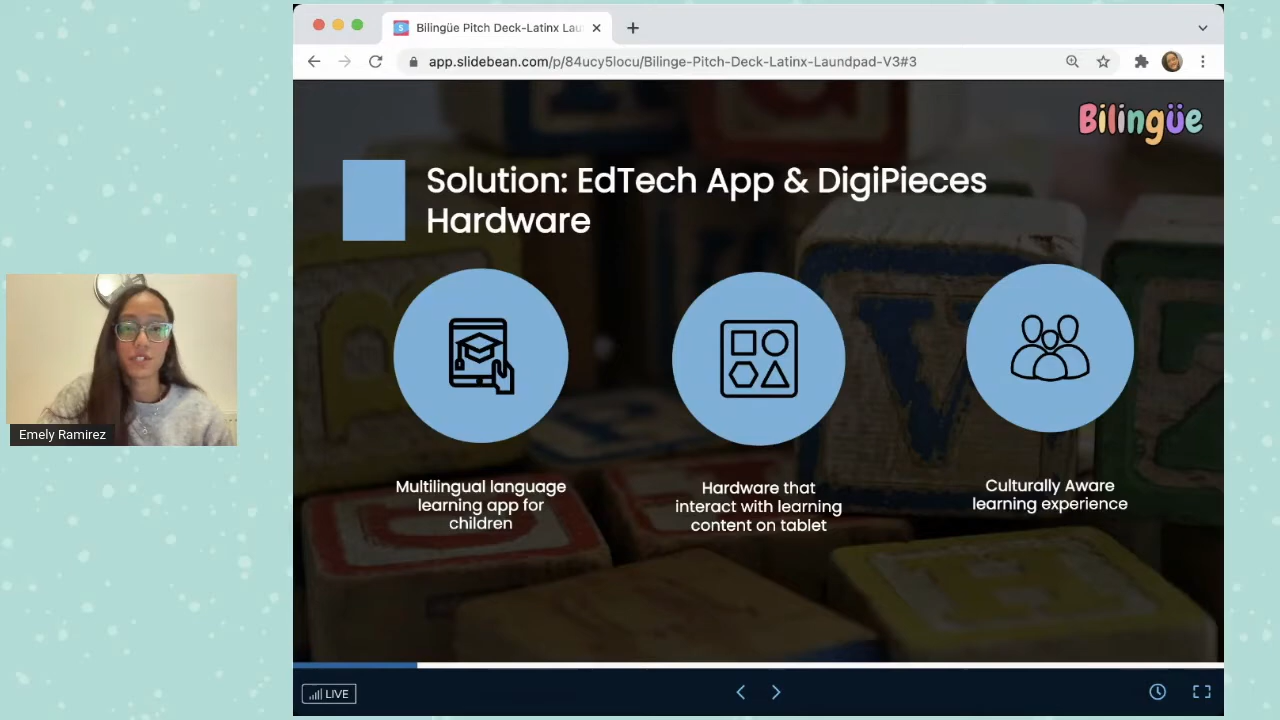 Bilingüe Pitch Deck-Latinx Lau
app.slidebean.com/p/84ucy5locu/Bilinge-Pitch-Deck-Latinx-Laundpad-V3#3
Bilingüe
Solution: EdTech App & DigiPieces
Hardware
Multilingual language
learning app for
children
Hardware that
interact with learning
content on tablet
Culturally Aware
learning experience
Emely Ramirez
LIVE